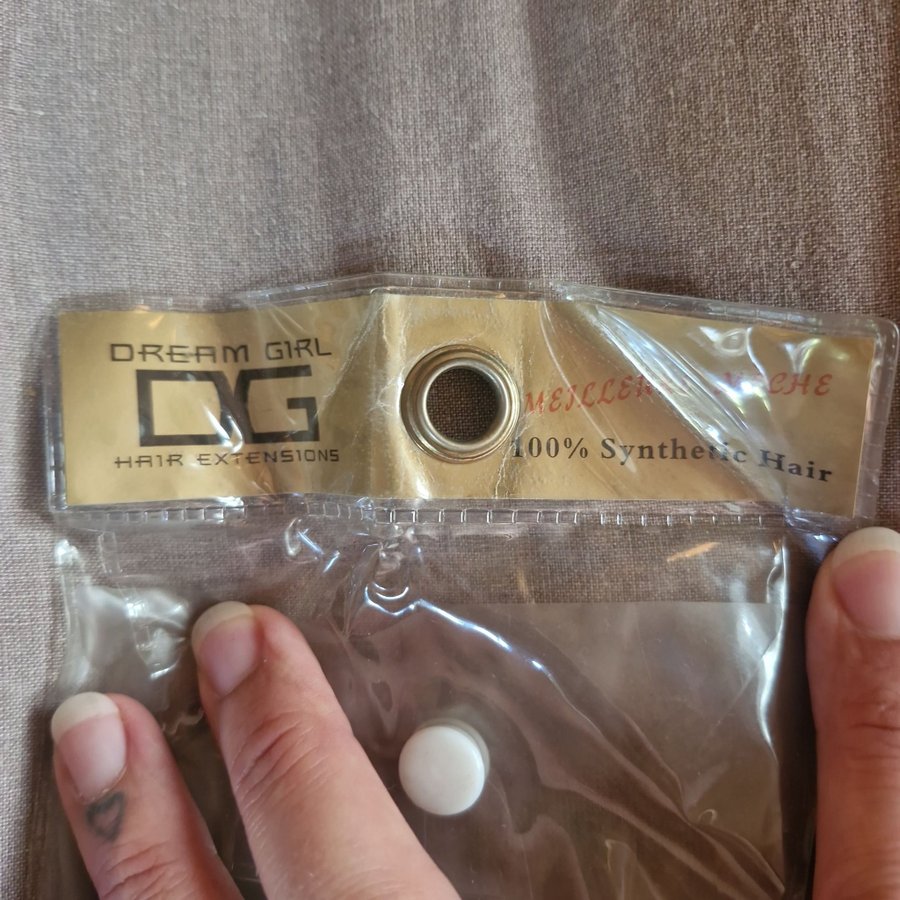 DREAM GIRL
DG
HAIR EXTENSIONS
100% Synthetic Hair